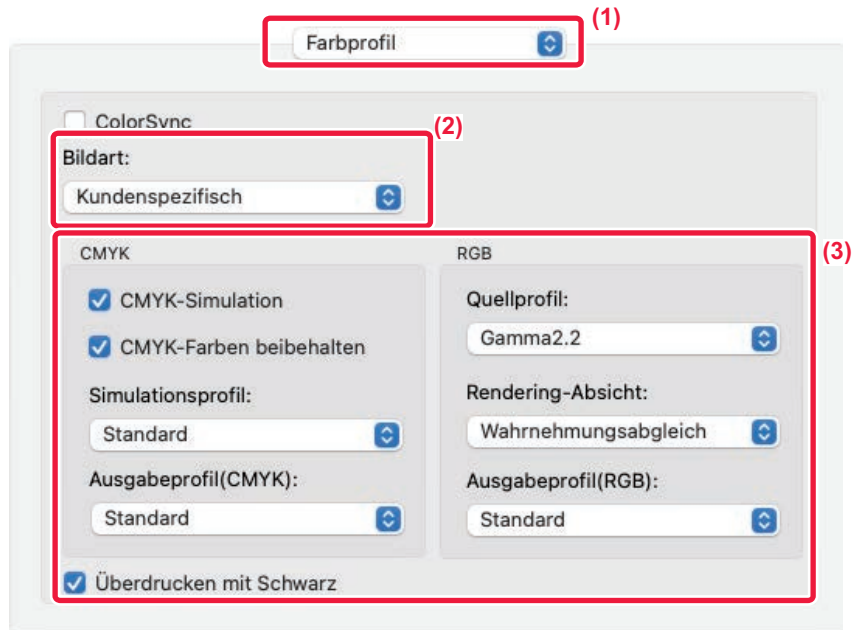 (1)
Farbprofil
ColorSync
(2)
Bildart:
Kundenspezifisch
(3)
CMYK
CMYK-Simulation
CMYK-Farben beibehalten
Simulationsprofil:
Standard
Ausgabeprofil(CMYK):
Standard
RGB
Quellprofil:
Gamma2.2
Rendering-Absicht:
Wahrnehmungsabgleich
Ausgabeprofil(RGB):
Standard
Überdrucken mit Schwarz